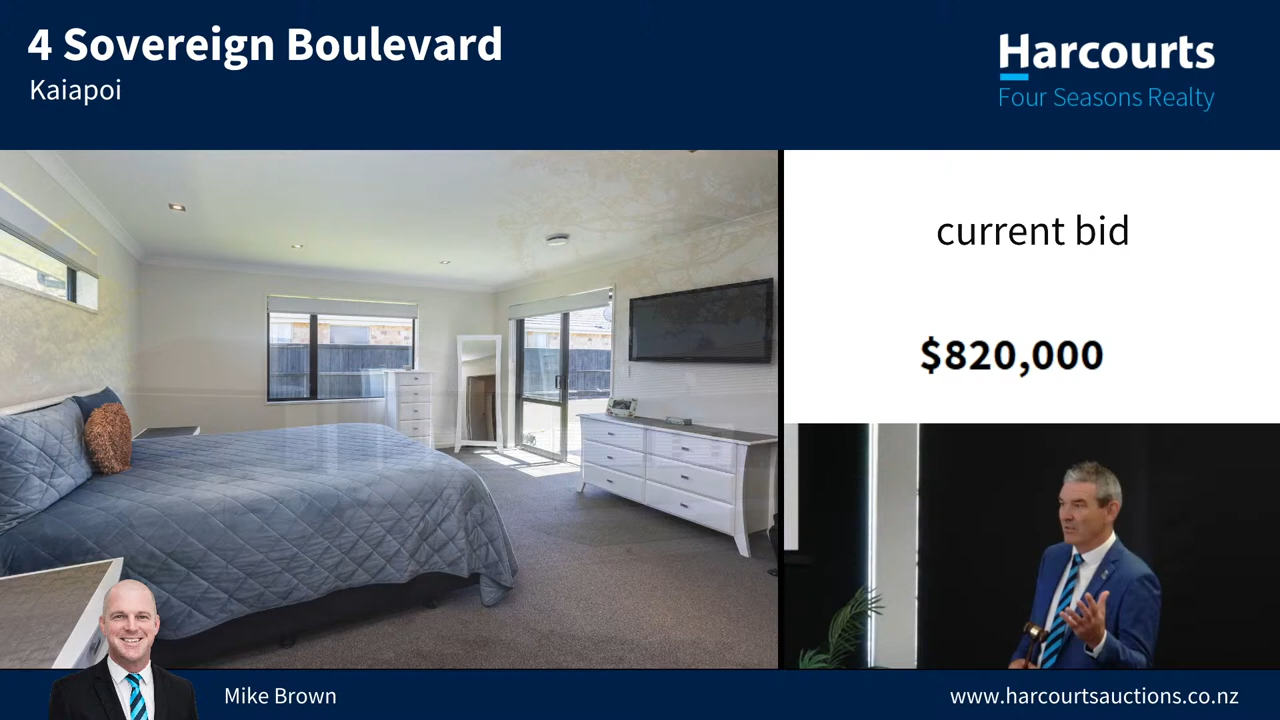 4 Sovereign Boulevard
Kaiapoi
Harcourts
Four Seasons Realty
current bid
$820,000
Mike Brown
www.harcourtsauctions.co.nz